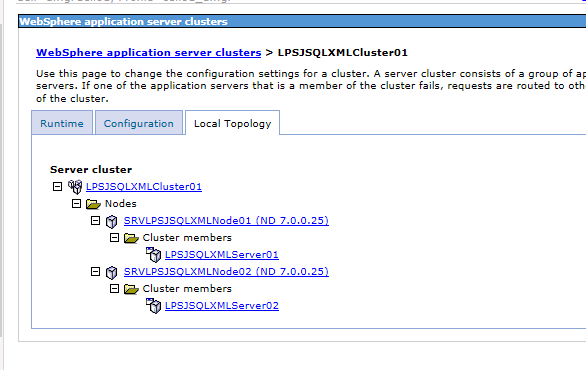 WebSphere application server clusters
WebSphere application server clusters > LPSJSQLXMLCluster01
Use this page to change the configuration settings for a cluster. A server cluster consists of a group of
servers. If one of the application servers that is a member of the cluster fails, requests are routed to
of the cluster.
Runtime Configuration Local Topology
Server cluster
LPSJSQLXMLCluster01
Nodes
SRVLPSJSQLXMLNode01 (ND 7.0.0.25)
Cluster members
LPSJSQLXMLServer01
SRVLPSJSQLXMLNode02 (ND 7.0.0.25)
Cluster members
LPSJSQLXMLServer02